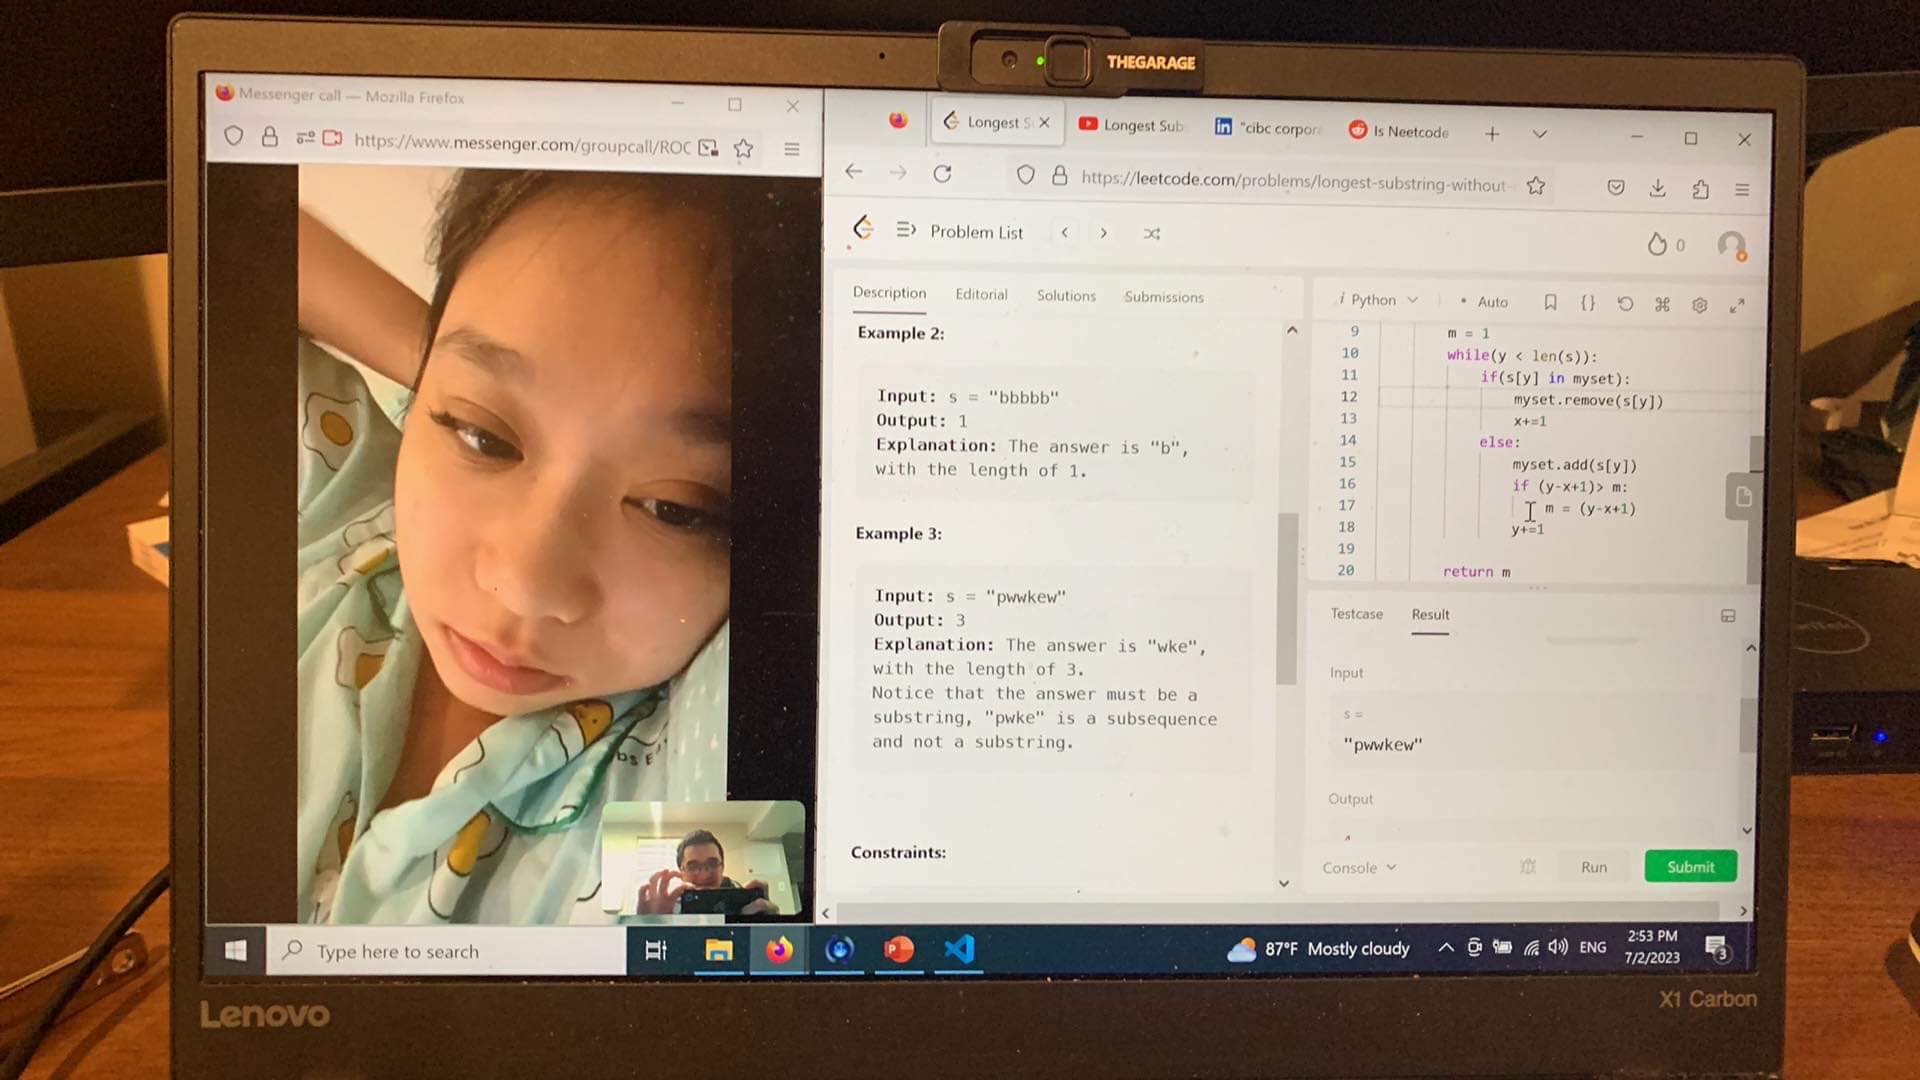 THEGARAGE
Messenger call — Mozilla Firefox
https://www.messenger.com/groupcall/ROC
Longest S
Longest Sub
in
"cibc corpor
Is Neetcode
https://leetcode.com/problems/longest-substring-without-
Problem List
0
Description Editorial Solutions Submissions
Example 2:
Input: s = "bbbbb"
Output: 1
Explanation: The answer is "b",
with the length of 1.
Example 3:
Input: s = "pwwkew"
Output: 3
Explanation: The answer is "wke",
with the length of 3.
Notice that the answer must be a
substring, "pwke" is a subsequence
and not a substring.
Constraints:
i Python
• Auto
9 m = 1
10 while(y < len(s)):
11 if(s[y] in myset):
12 myset.remove(s[y])
13 x+=1
14 else:
15 myset.add(s[y])
16 if (y-x+1)> m:
17 m = (y-x+1)
18 y+=1
19
20 return m
Testcase Result
Input
s =
"pwwkew"
Output
Console
Run
Submit
Type here to search
87°F Mostly cloudy
ENG
2:53 PM
7/2/2023
3
Lenovo
X1 Carbon